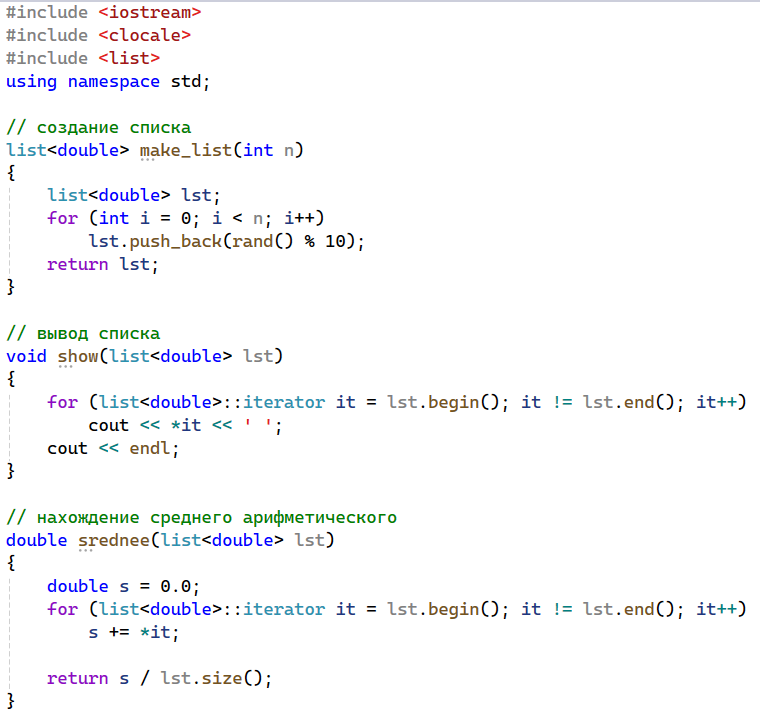 #include <iostream>
#include <clocale>
#include <list>
using namespace std;

// создание списка
list<double> make_list(int n)
{
    list<double> lst;
    for (int i = 0; i < n; i++)
        lst.push_back(rand() % 10);
    return lst;
}

// вывод списка
void show(list<double> lst)
{
    for (list<double>::iterator it = lst.begin(); it != lst.end(); it++)
        cout << *it << ' ';
    cout << endl;
}

// нахождение среднего арифметического
double srednee(list<double> lst)
{
    double s = 0.0;
    for (list<double>::iterator it = lst.begin(); it != lst.end(); it++)
        s += *it;

    return s / lst.size();
}